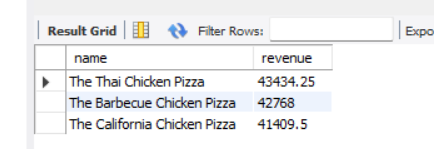 Result Grid Filter Rows: Expo
name revenue
The Thai Chicken Pizza 43434.25
The Barbecue Chicken Pizza 42768
The California Chicken Pizza 41409.5